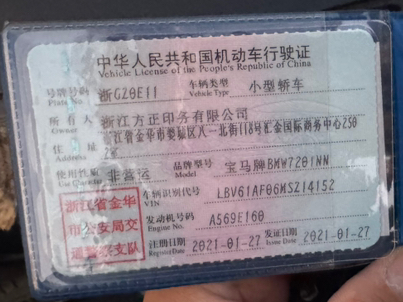 中华人民共和国机动车行驶证
Vehicle License of the People's Republic of China
号牌号码 浙G20E11 车辆类型 小型轿车
Plate No. Vehicle Type
所有人 浙江方正印务有限公司
Owner
浙江省金华市婺城区八一北街118号汇金国际商务中心250
住址 2室
Address
使用性质 非营运 品牌型号 宝马牌BMW7201NN
Use Character Model
浙江省金华 车辆识别代号 LBV61AF06MS214152
VIN
市公安局交 发动机号码 A569E160
Engine No.
通警察支队 注册日期 2021-01-27 发证日期 2021-01-27
Register Date Issue Date